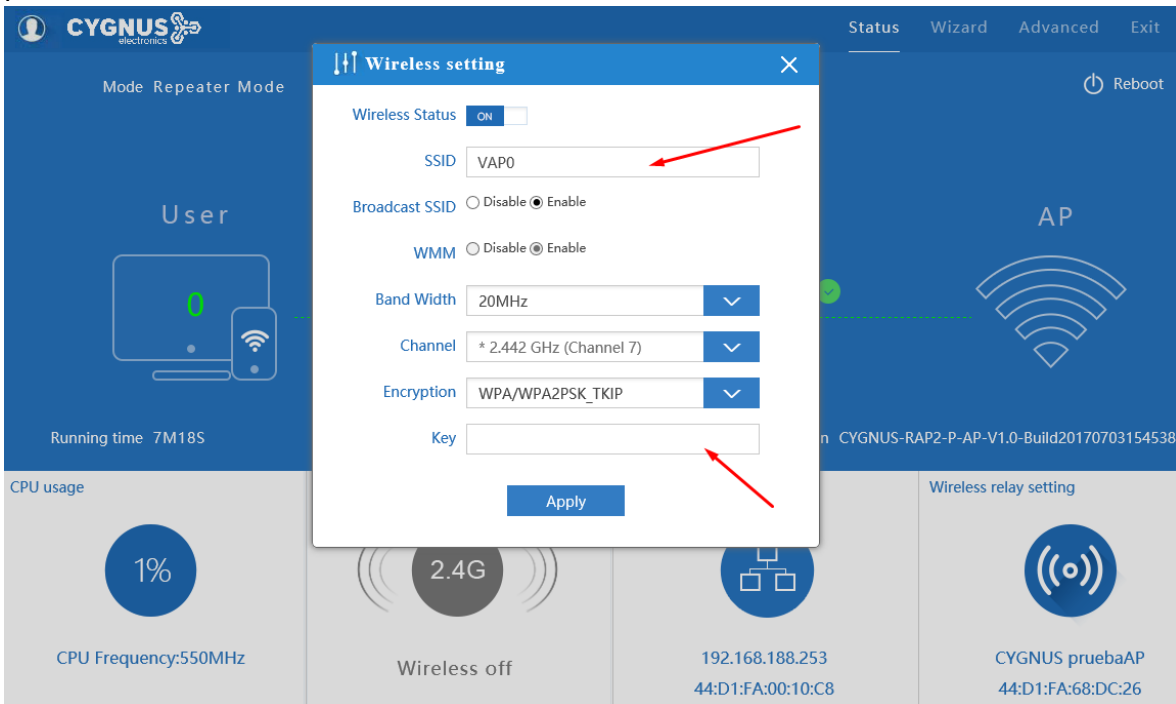 CYGNUS
electronics
Status Wizard Advanced Exit
Mode Repeater Mode
Reboot
Wireless setting
Wireless Status ON
SSID VAP0
Broadcast SSID Disable Enable
WMM Disable Enable
Band Width 20MHz
Channel * 2.442 GHz (Channel 7)
Encryption WPA/WPA2PSK_TKIP
Key
Apply
User
0
AP
Running time 7M18S
n CYGNUS-RAP2-P-AP-V1.0-Build20170703154538
CPU usage
1%
CPU Frequency:550MHz
2.4G
Wireless off
192.168.188.253
44:D1:FA:00:10:C8
Wireless relay setting
CYGNUS pruebaAP
44:D1:FA:68:DC:26